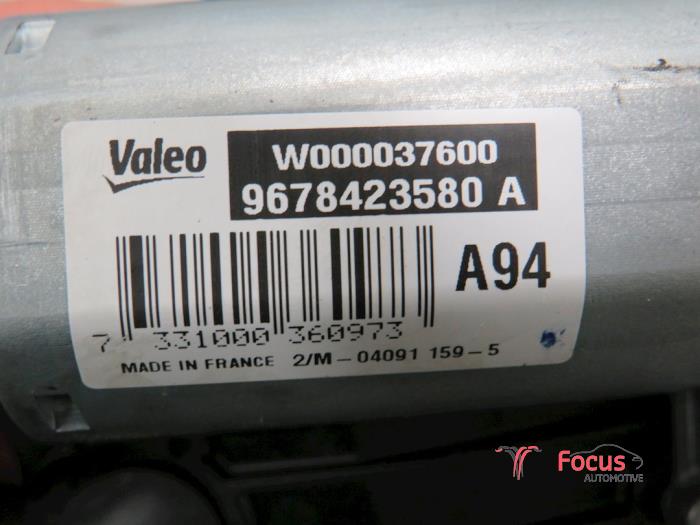 Valeo
W000037600
9678423580 A
A94
7 331000 360973
MADE IN FRANCE 2/M-04091 159-5
Focus
AUTOMOTIVE